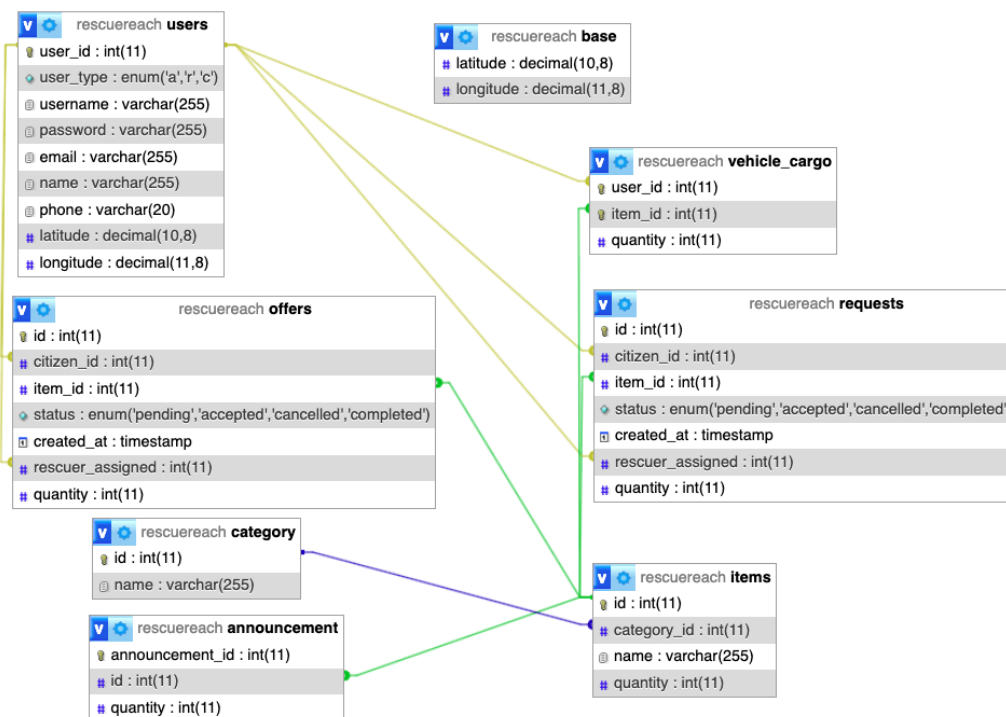 rescuereach users
user_id : int(11)
user_type : enum('a','r','c')
username : varchar(255)
password : varchar(255)
email : varchar(255)
name : varchar(255)
phone : varchar(20)
latitude : decimal(10,8)
longitude : decimal(11,8)
rescuereach base
latitude : decimal(10,8)
longitude : decimal(11,8)
rescuereach vehicle_cargo
user_id : int(11)
item_id : int(11)
quantity : int(11)
rescuereach offers
id : int(11)
citizen_id : int(11)
item_id : int(11)
status : enum('pending','accepted','cancelled','completed')
created_at : timestamp
rescuer_assigned : int(11)
quantity : int(11)
rescuereach requests
id : int(11)
citizen_id : int(11)
item_id : int(11)
status : enum('pending','accepted','cancelled','completed'
created_at : timestamp
rescuer_assigned : int(11)
quantity : int(11)
rescuereach category
id : int(11)
name : varchar(255)
rescuereach items
id : int(11)
category_id : int(11)
name : varchar(255)
quantity : int(11)
rescuereach announcement
announcement_id : int(11)
id : int(11)
quantity : int(11)